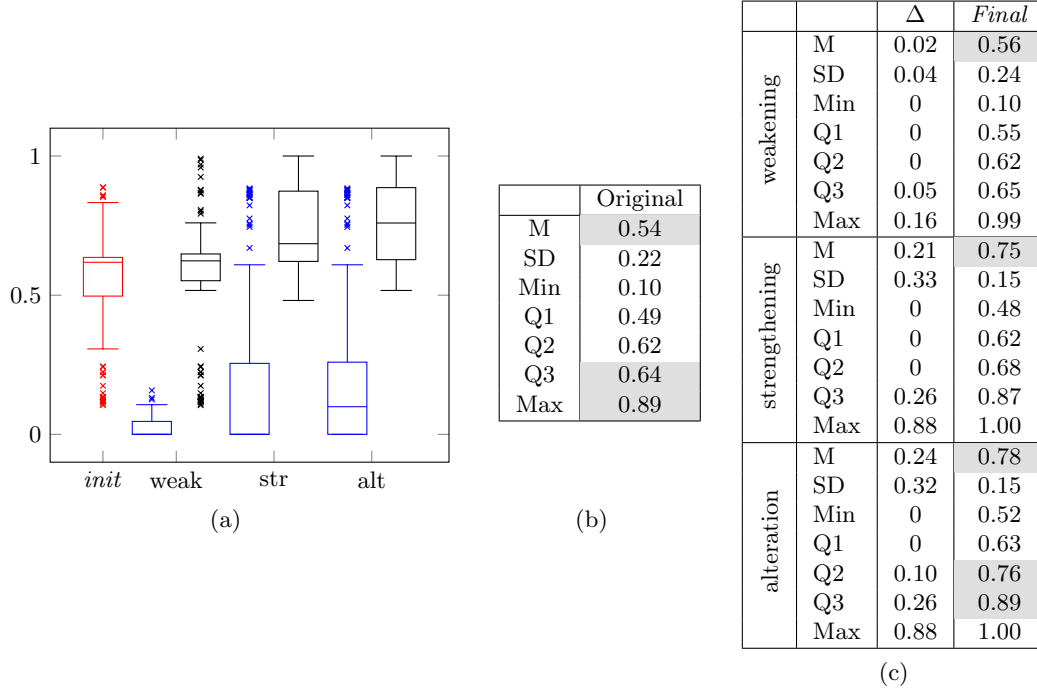 1
0.5
0
init weak str alt
(a)
Original
M 0.54
SD 0.22
Min 0.10
Q1 0.49
Q2 0.62
Q3 0.64
Max 0.89
(b)
Δ Final
weakening
M 0.02 0.56
SD 0.04 0.24
Min 0 0.10
Q1 0 0.55
Q2 0 0.62
Q3 0.05 0.65
Max 0.16 0.99
strengthening
M 0.21 0.75
SD 0.33 0.15
Min 0 0.48
Q1 0 0.62
Q2 0 0.68
Q3 0.26 0.87
Max 0.88 1.00
alteration
M 0.24 0.78
SD 0.32 0.15
Min 0 0.52
Q1 0 0.63
Q2 0.10 0.76
Q3 0.26 0.89
Max 0.88 1.00
(c)